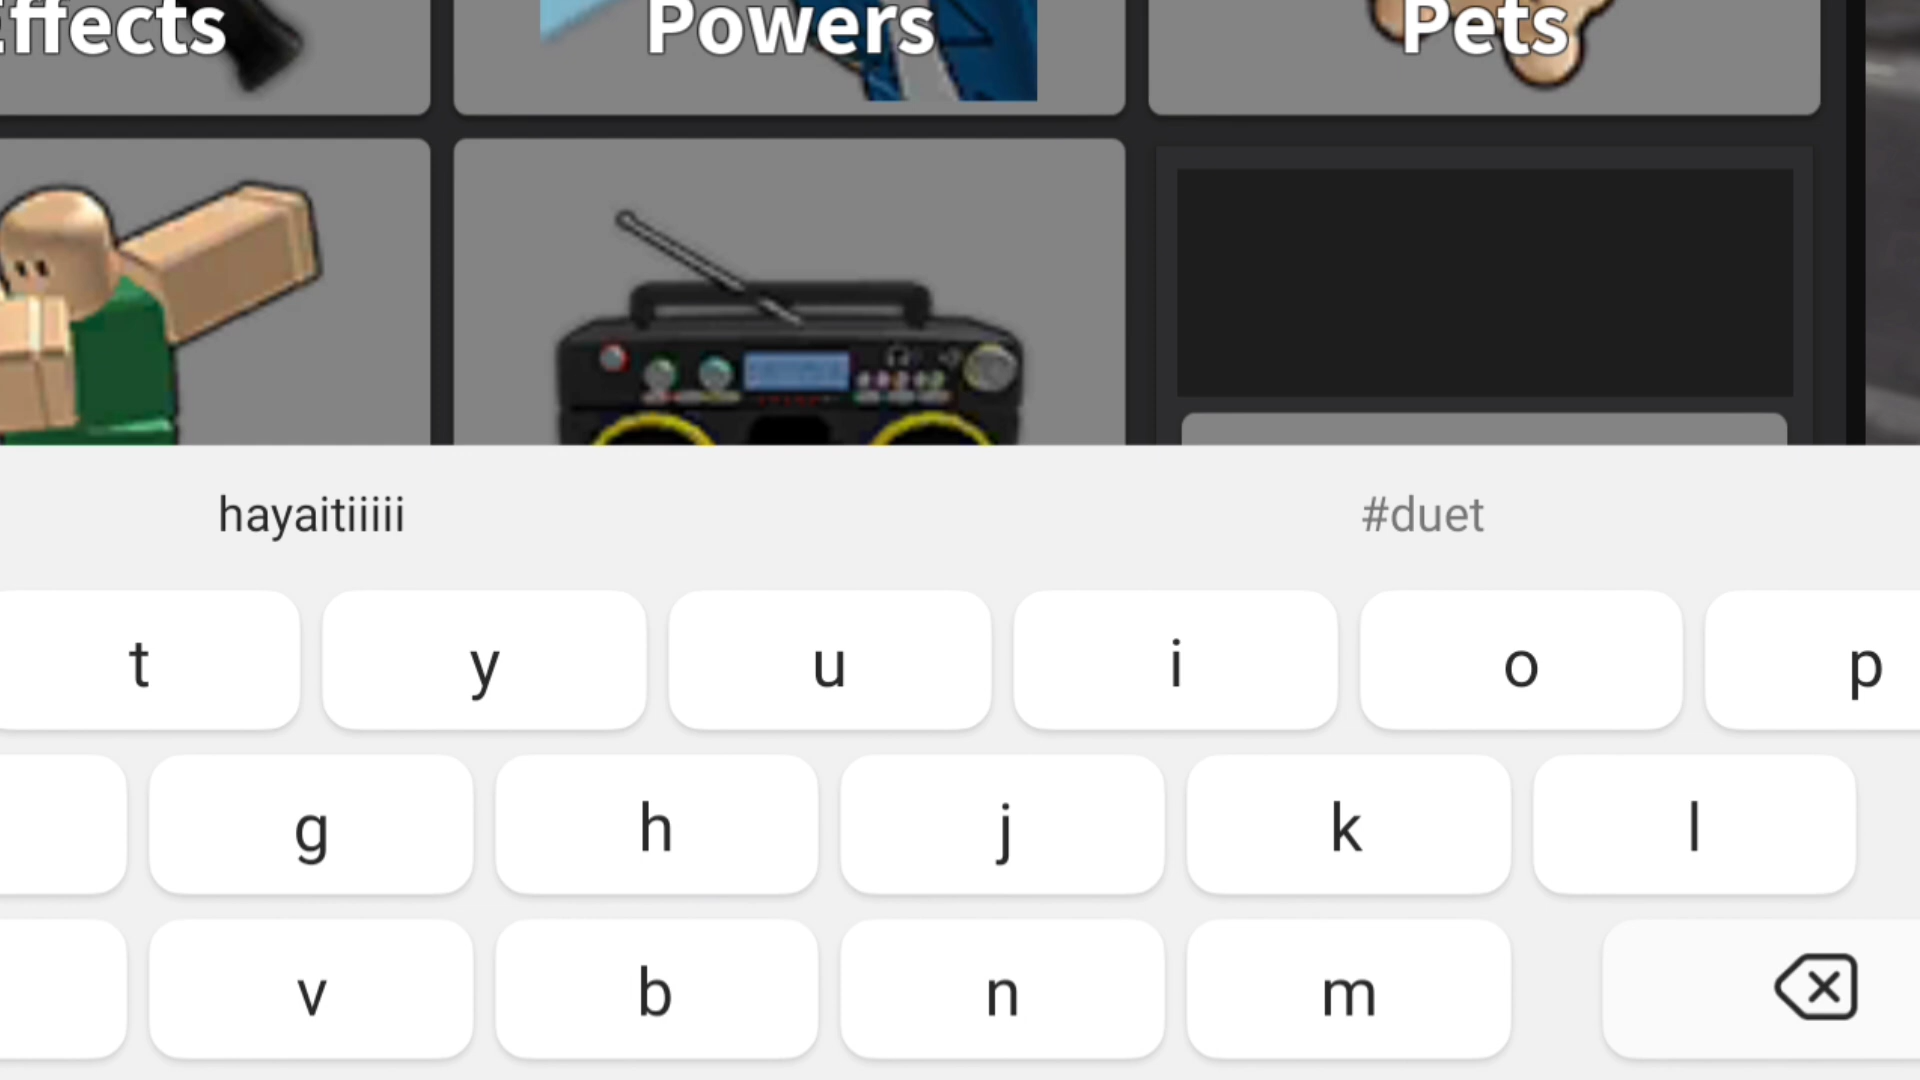 Effects Powers Pets
hayaitiiiii #duet
t y u i o p
g h j k l
v b n m